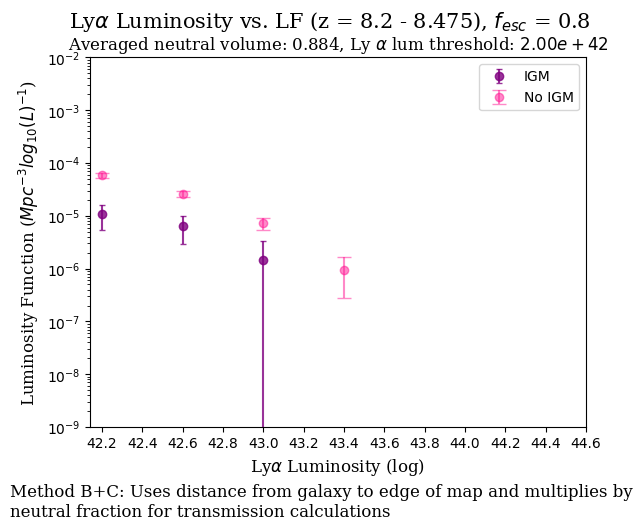 Lyα Luminosity vs. LF (z = 8.2 - 8.475), f_esc = 0.8
Averaged neutral volume: 0.884, Ly α lum threshold: 2.00e + 42
10⁻²
10⁻³
10⁻⁴
10⁻⁵
10⁻⁶
10⁻⁷
10⁻⁸
10⁻⁹
Luminosity Function (Mpc⁻³log₁₀(L)⁻¹)
IGM
No IGM
42.2 42.4 42.6 42.8 43.0 43.2 43.4 43.6 43.8 44.0 44.2 44.4 44.6
Lyα Luminosity (log)
Method B+C: Uses distance from galaxy to edge of map and multiplies by
neutral fraction for transmission calculations